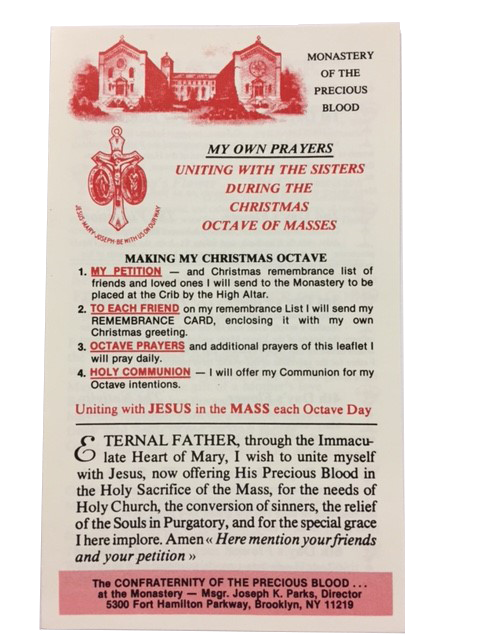 MONASTERY
OF THE
PRECIOUS
BLOOD
JESUS·MARY·JOSEPH·BE WITH US ON OUR WAY
MY OWN PRAYERS
UNITING WITH THE SISTERS
DURING THE
CHRISTMAS
OCTAVE OF MASSES
MAKING MY CHRISTMAS OCTAVE
1. MY PETITION — and Christmas remembrance list of
friends and loved ones I will send to the Monastery to be
placed at the Crib by the High Altar.
2. TO EACH FRIEND on my remembrance List I will send my
REMEMBRANCE CARD, enclosing it with my own
Christmas greeting.
3. OCTAVE PRAYERS and additional prayers of this leaflet I
will pray daily.
4. HOLY COMMUNION — I will offer my Communion for my
Octave intentions.
Uniting with JESUS in the MASS each Octave Day
ETERNAL FATHER, through the Immacu-
late Heart of Mary, I wish to unite myself
with Jesus, now offering His Precious Blood in
the Holy Sacrifice of the Mass, for the needs of
Holy Church, the conversion of sinners, the relief
of the Souls in Purgatory, and for the special grace
I here implore. Amen « Here mention your friends
and your petition »
The CONFRATERNITY OF THE PRECIOUS BLOOD . . .
at the Monastery — Msgr. Joseph K. Parks, Director
5300 Fort Hamilton Parkway, Brooklyn, NY 11219